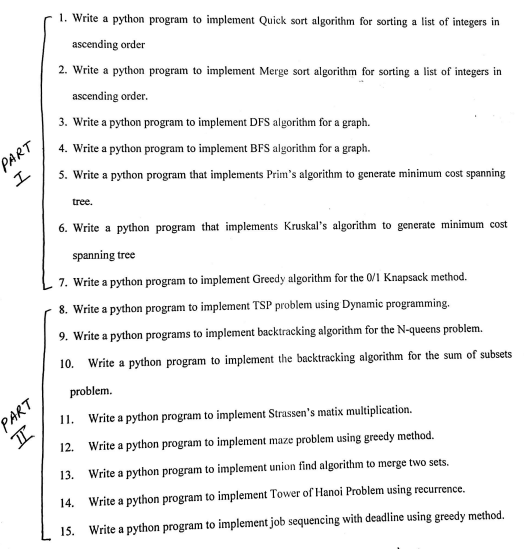 1. Write a python program to implement Quick sort algorithm for sorting a list of integers in
ascending order
2. Write a python program to implement Merge sort algorithm for sorting a list of integers in
ascending order.
3. Write a python program to implement DFS algorithm for a graph.
4. Write a python program to implement BFS algorithm for a graph.
PART
I
5. Write a python program that implements Prim's algorithm to generate minimum cost spanning
tree.
6. Write a python program that implements Kruskal's algorithm to generate minimum cost
spanning tree
7. Write a python program to implement Greedy algorithm for the 0/1 Knapsack method.
8. Write a python program to implement TSP problem using Dynamic programming.
9. Write a python programs to implement backtracking algorithm for the N-queens problem.
10. Write a python program to implement the backtracking algorithm for the sum of subsets
problem.
PART
II
11. Write a python program to implement Strassen's matix multiplication.
12. Write a python program to implement maze problem using greedy method.
13. Write a python program to implement union find algorithm to merge two sets.
14. Write a python program to implement Tower of Hanoi Problem using recurrence.
15. Write a python program to implement job sequencing with deadline using greedy method.